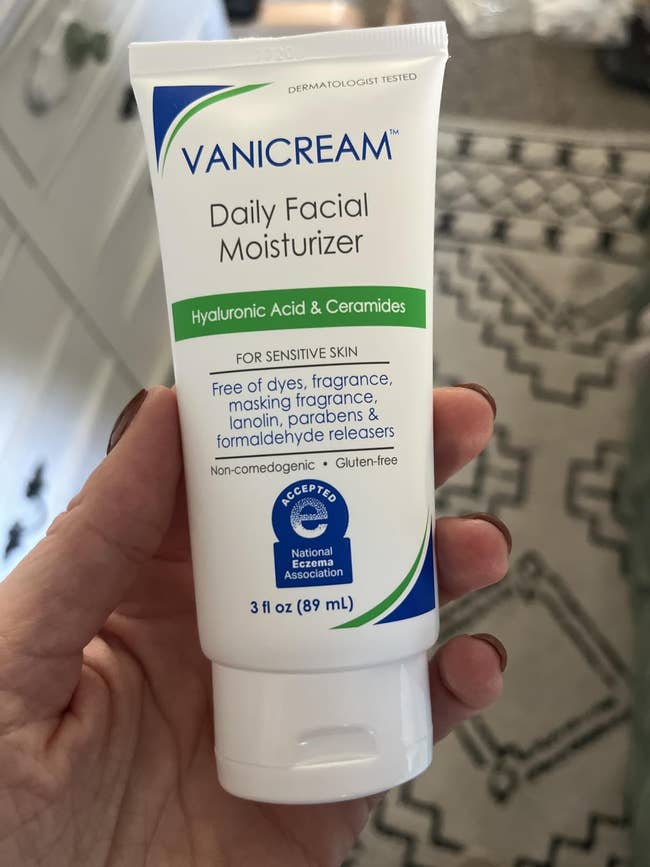 DERMATOLOGIST TESTED
VANICREAM™
Daily Facial
Moisturizer
Hyaluronic Acid & Ceramides
FOR SENSITIVE SKIN
Free of dyes, fragrance,
masking fragrance,
lanolin, parabens &
formaldehyde releasers
Non-comedogenic • Gluten-free
ACCEPTED
e
National
Eczema
Association
3 fl oz (89 mL)